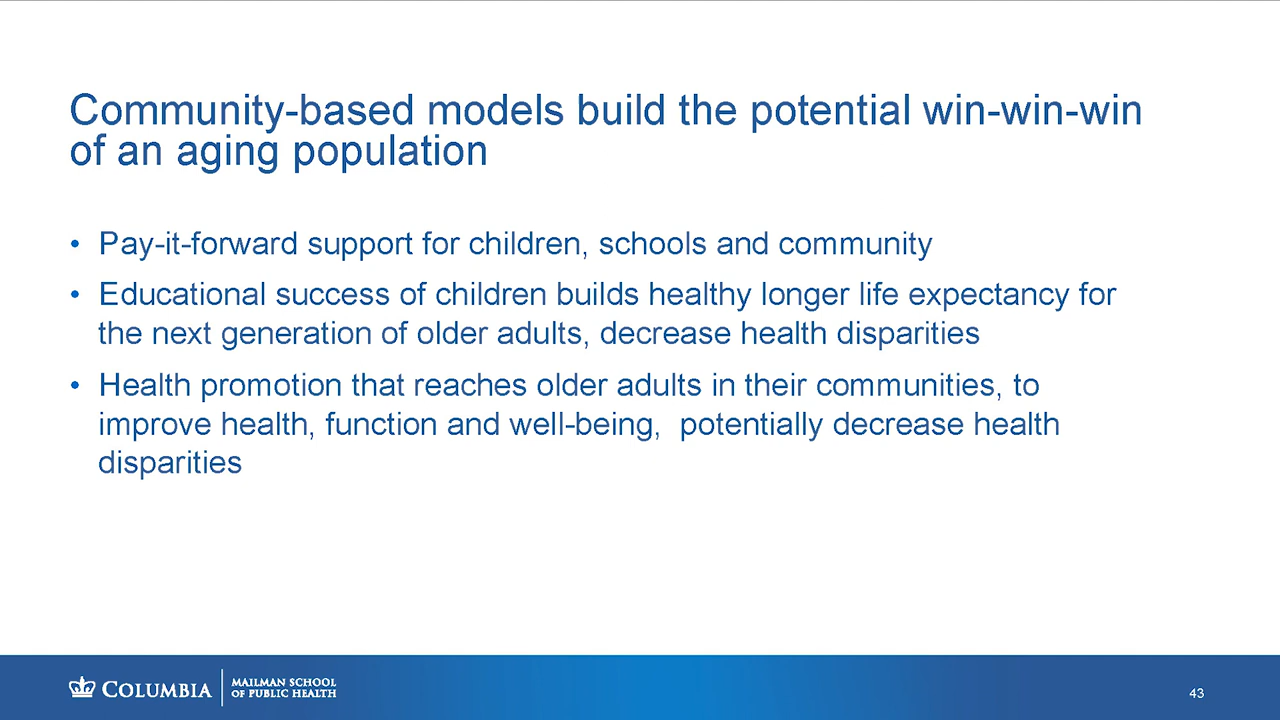 Community-based models build the potential win-win-win
of an aging population
• Pay-it-forward support for children, schools and community
• Educational success of children builds healthy longer life expectancy for
the next generation of older adults, decrease health disparities
• Health promotion that reaches older adults in their communities, to
improve health, function and well-being,  potentially decrease health
disparities
COLUMBIA
MAILMAN SCHOOL
OF PUBLIC HEALTH
43